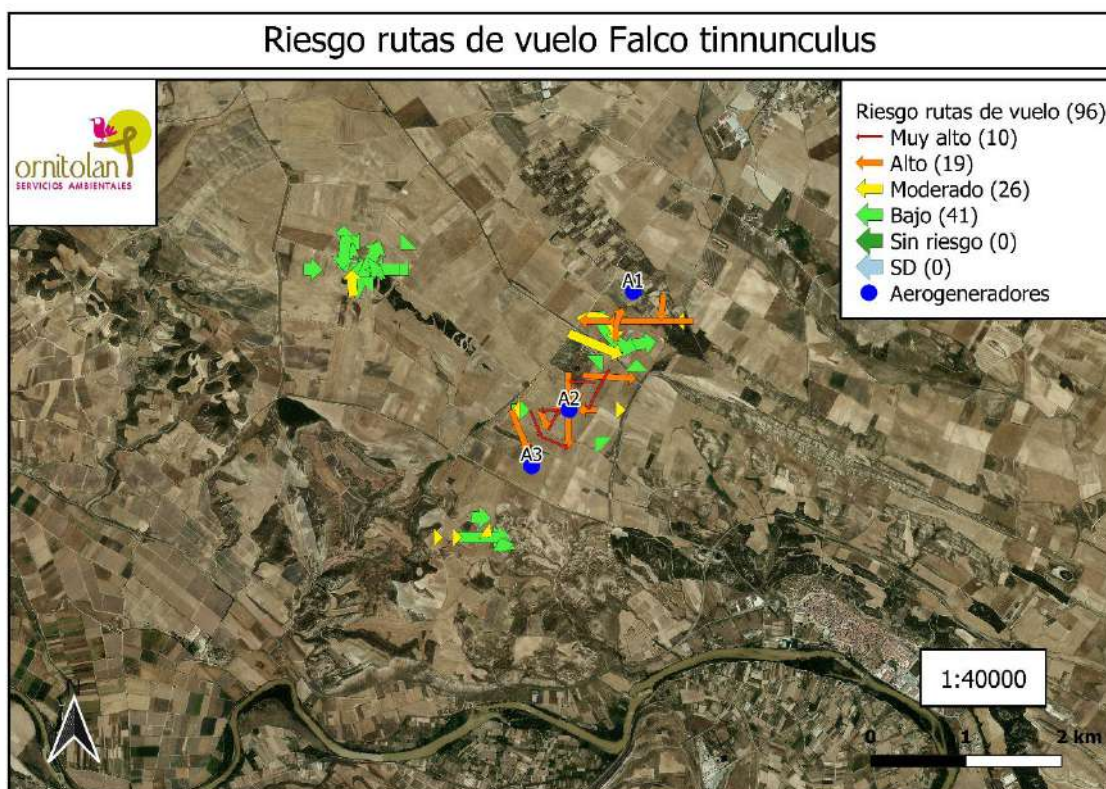 Riesgo rutas de vuelo Falco tinnunculus
ornitolan
SERVICIOS AMBIENTALES
Riesgo rutas de vuelo (96)
Muy alto (10)
Alto (19)
Moderado (26)
Bajo (41)
Sin riesgo (0)
SD (0)
Aerogeneradores
A1
A2
A3
1:40000
0 1 2 km